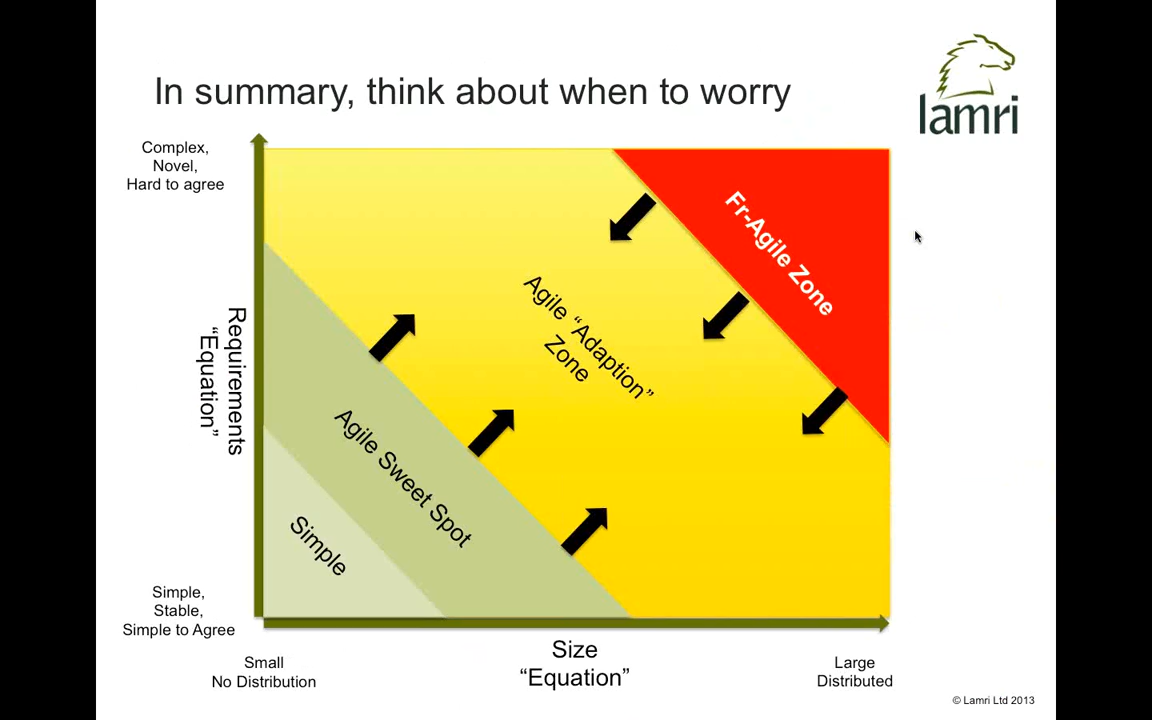 In summary, think about when to worry
lamri
Complex,
Novel,
Hard to agree
Fr-Agile Zone
Agile “Adaption”
Zone
Requirements
“Equation”
Agile Sweet Spot
Simple
Simple,
Stable,
Simple to Agree
Small
No Distribution
Size
“Equation”
Large
Distributed
© Lamri Ltd 2013